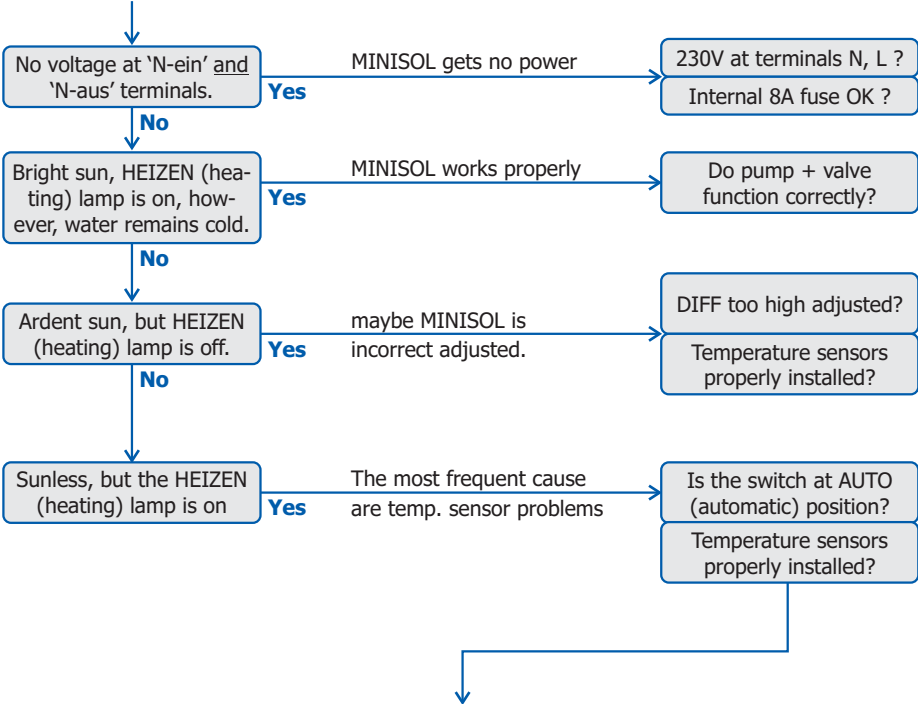 No voltage at ‘N-ein’ and
‘N-aus’ terminals.
Yes
MINISOL gets no power
230V at terminals N, L ?
Internal 8A fuse OK ?
No
Bright sun, HEIZEN (hea-
ting) lamp is on, how-
ever, water remains cold.
Yes
MINISOL works properly
Do pump + valve
function correctly?
No
Ardent sun, but HEIZEN
(heating) lamp is off.
Yes
maybe MINISOL is
incorrect adjusted.
DIFF too high adjusted?
Temperature sensors
properly installed?
No
Sunless, but the HEIZEN
(heating) lamp is on
Yes
The most frequent cause
are temp. sensor problems
Is the switch at AUTO
(automatic) position?
Temperature sensors
properly installed?